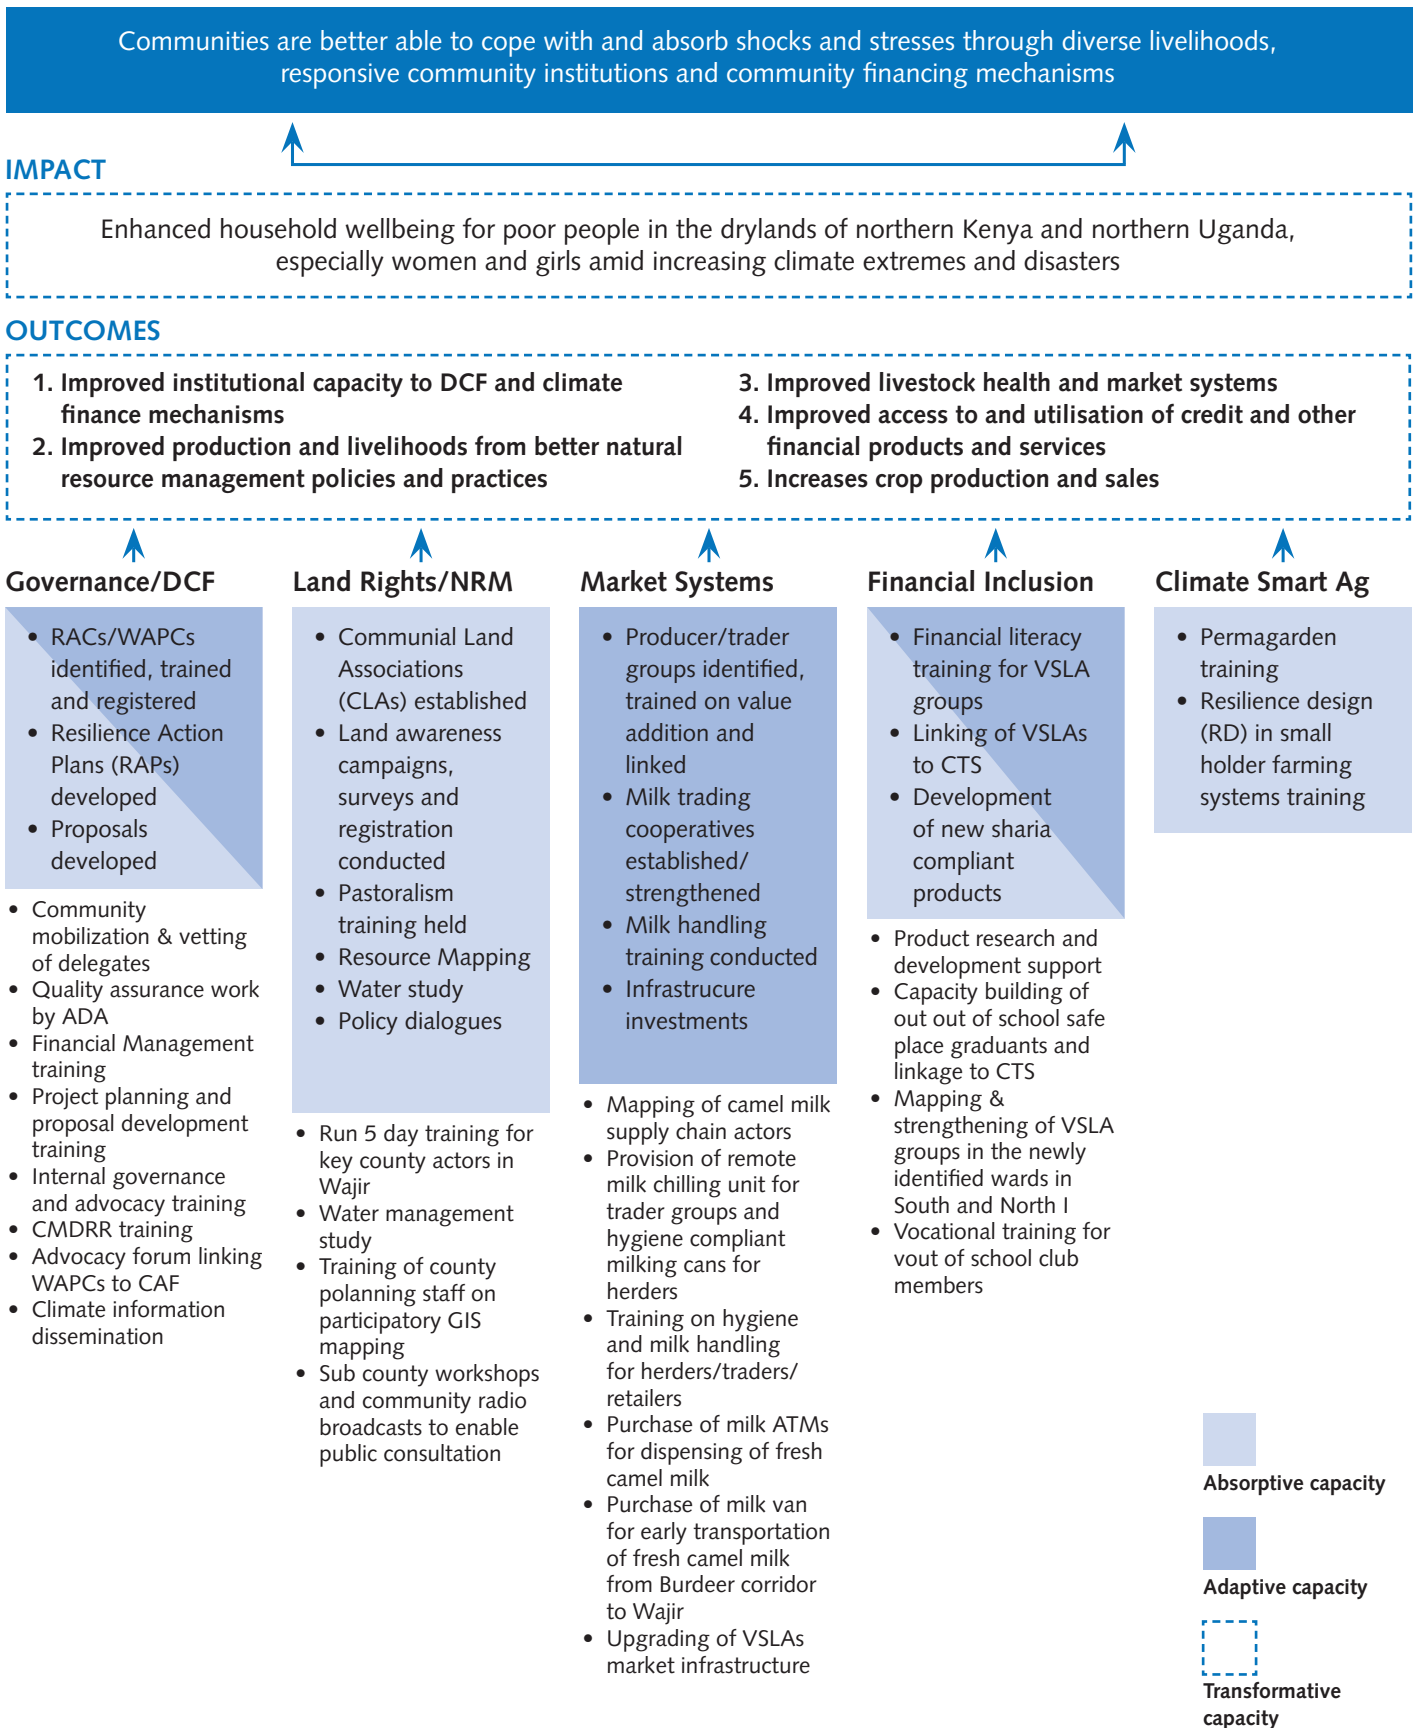 Communities are better able to cope with and absorb shocks and stresses through diverse livelihoods,
responsive community institutions and community financing mechanisms
IMPACT
Enhanced household wellbeing for poor people in the drylands of northern Kenya and northern Uganda,
especially women and girls amid increasing climate extremes and disasters
OUTCOMES
1. Improved institutional capacity to DCF and climate
finance mechanisms
2. Improved production and livelihoods from better natural
resource management policies and practices
3. Improved livestock health and market systems
4. Improved access to and utilisation of credit and other
financial products and services
5. Increases crop production and sales
Governance/DCF
• RACs/WAPCs
identified, trained
and registered
• Resilience Action
Plans (RAPs)
developed
• Proposals
developed
• Community
mobilization & vetting
of delegates
• Quality assurance work
by ADA
• Financial Management
training
• Project planning and
proposal development
training
• Internal governance
and advocacy training
• CMDRR training
• Advocacy forum linking
WAPCs to CAF
• Climate information
dissemination
Land Rights/NRM
• Communial Land
Associations
(CLAs) established
• Land awareness
campaigns,
surveys and
registration
conducted
• Pastoralism
training held
• Resource Mapping
• Water study
• Policy dialogues
• Run 5 day training for
key county actors in
Wajir
• Water management
study
• Training of county
polanning staff on
participatory GIS
mapping
• Sub county workshops
and community radio
broadcasts to enable
public consultation
Market Systems
• Producer/trader
groups identified,
trained on value
addition and
linked
• Milk trading
cooperatives
established/
strengthened
• Milk handling
training conducted
• Infrastrucure
investments
• Mapping of camel milk
supply chain actors
• Provision of remote
milk chilling unit for
trader groups and
hygiene compliant
milking cans for
herders
• Training on hygiene
and milk handling
for herders/traders/
retailers
• Purchase of milk ATMs
for dispensing of fresh
camel milk
• Purchase of milk van
for early transportation
of fresh camel milk
from Burdeer corridor
to Wajir
• Upgrading of VSLAs
market infrastructure
Financial Inclusion
• Financial literacy
training for VSLA
groups
• Linking of VSLAs
to CTS
• Development
of new sharia
compliant
products
• Product research and
development support
• Capacity building of
out out of school safe
place graduants and
linkage to CTS
• Mapping &
strengthening of VSLA
groups in the newly
identified wards in
South and North I
• Vocational training for
vout of school club
members
Climate Smart Ag
• Permagarden
training
• Resilience design
(RD) in small
holder farming
systems training
Absorptive capacity
Adaptive capacity
Transformative
capacity